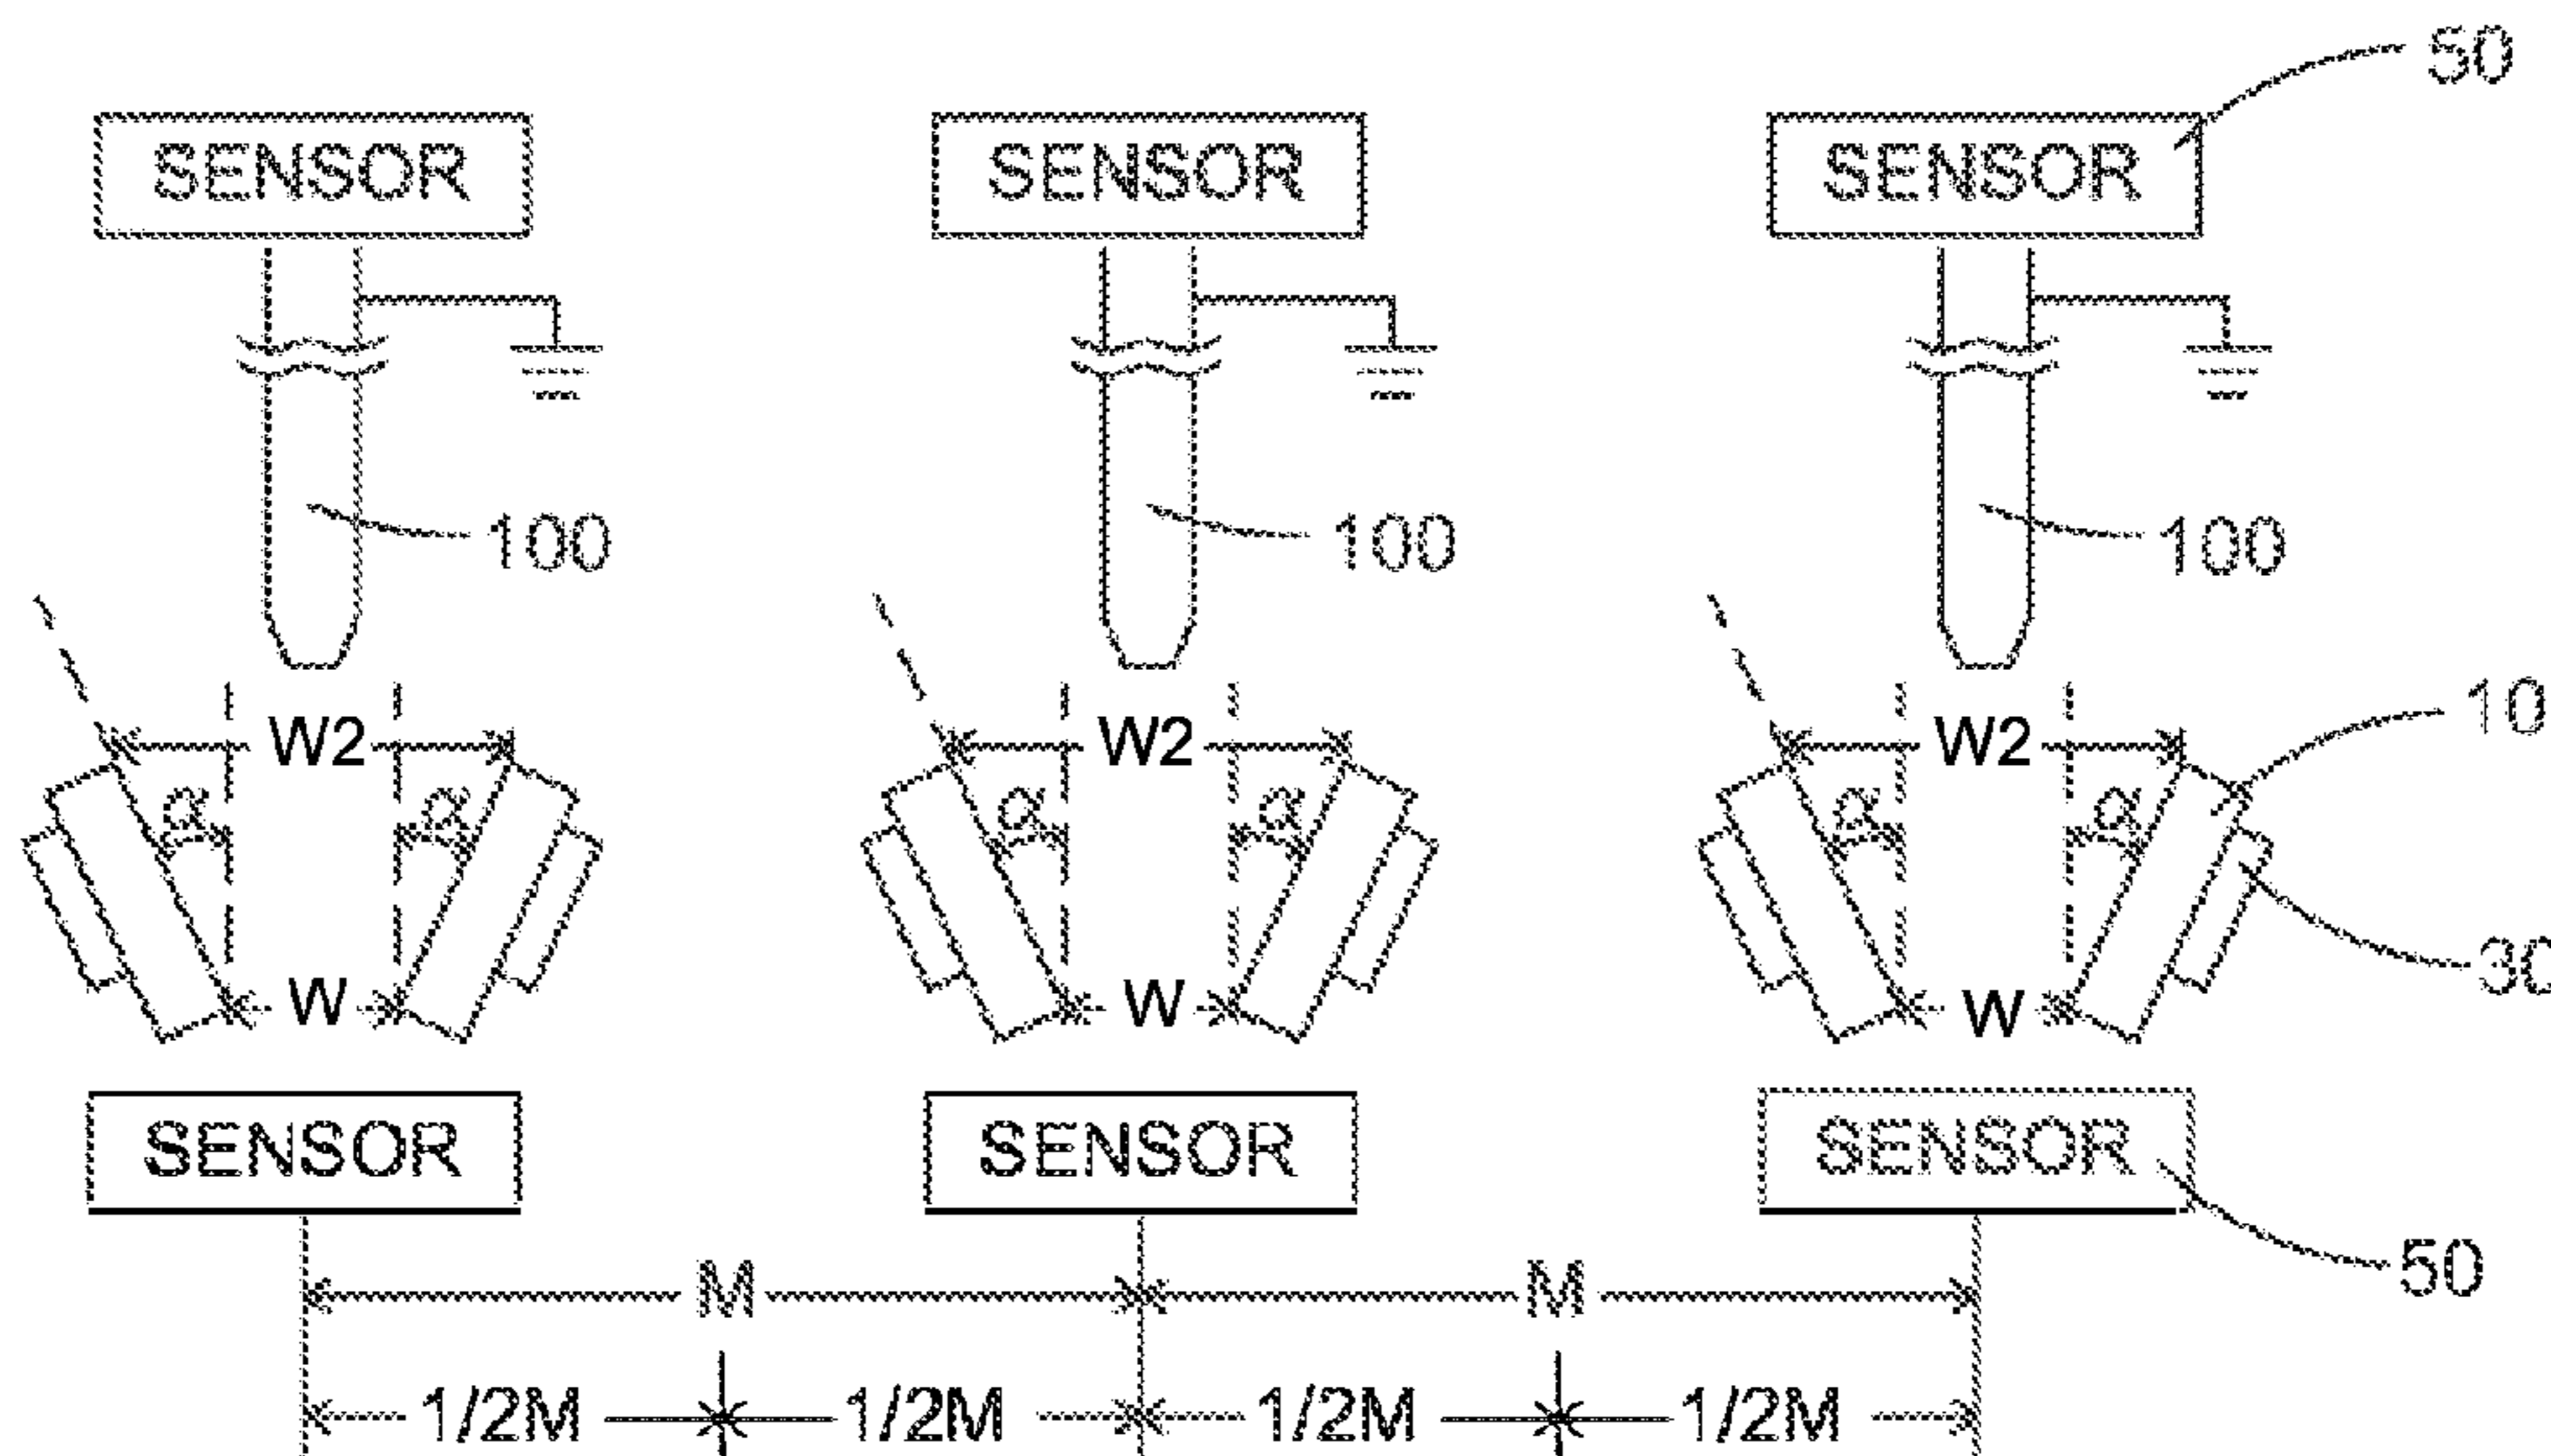 50
SENSOR SENSOR SENSOR
100 100 100
10
W2 W2 W2
α α α α α α
30
W W W
SENSOR SENSOR SENSOR
50
M M
1/2M 1/2M 1/2M 1/2M